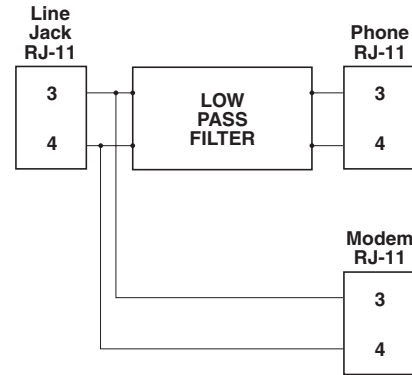 Line
Jack
RJ-11
3
4
LOW
PASS
FILTER
Phone
RJ-11
3
4
Modem
RJ-11
3
4